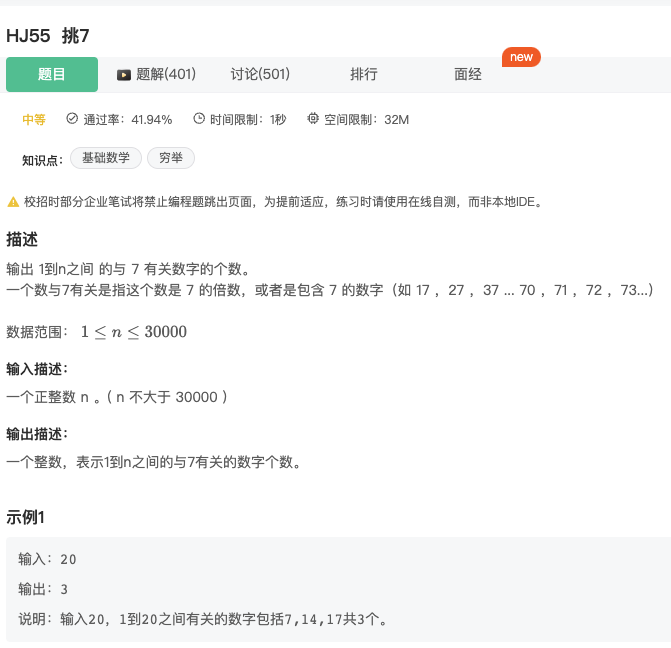 HJ55 挑7
new
题目 题解(401) 讨论(501) 排行 面经
中等 通过率：41.94% 时间限制：1秒 空间限制：32M
知识点： 基础数学 穷举
校招时部分企业笔试将禁止编程题跳出页面，为提前适应，练习时请使用在线自测，而非本地IDE。
描述
输出 1到n之间 的与 7 有关数字的个数。
一个数与7有关是指这个数是 7 的倍数，或者是包含 7 的数字（如 17 ，27 ，37 ... 70 ，71 ，72 ，73...）
数据范围： 1 ≤ n ≤ 30000
输入描述：
一个正整数 n 。( n 不大于 30000 )
输出描述：
一个整数，表示1到n之间的与7有关的数字个数。
示例1
输入：20
输出：3
说明：输入20，1到20之间有关的数字包括7,14,17共3个。